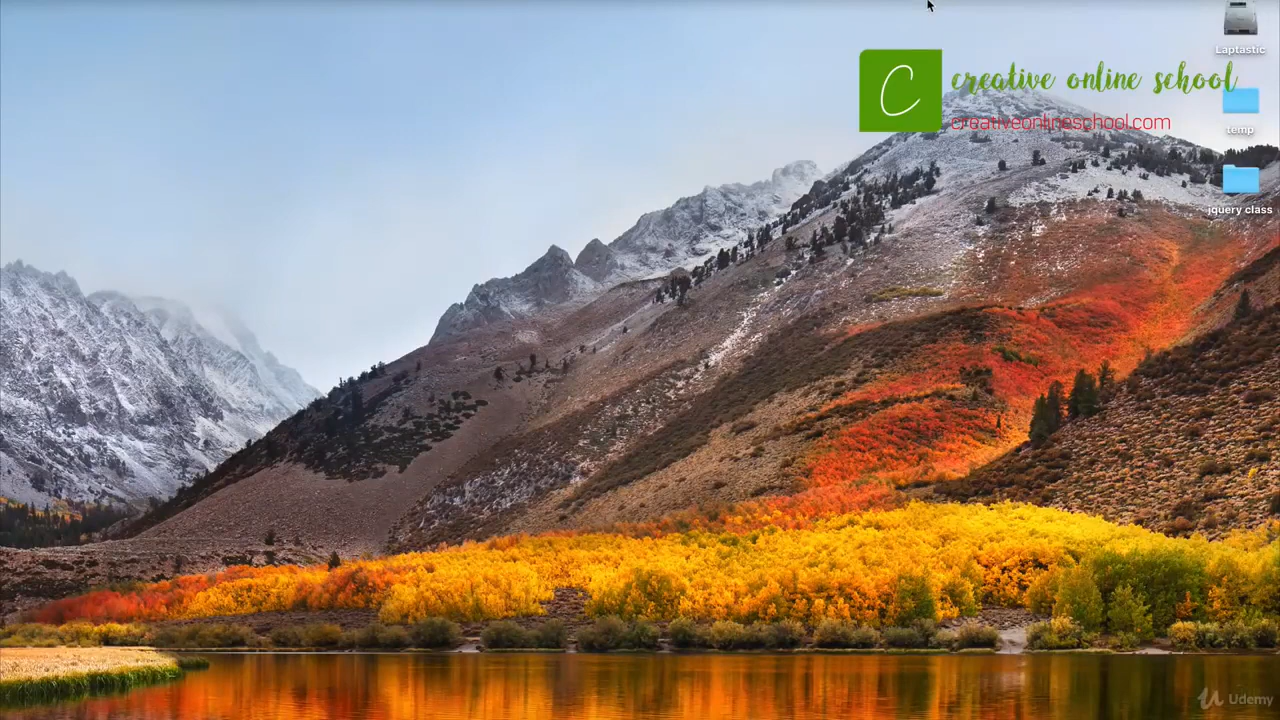 Laptastic
C creative online school
creativeonlineschool.com
temp
jquery class
Udemy